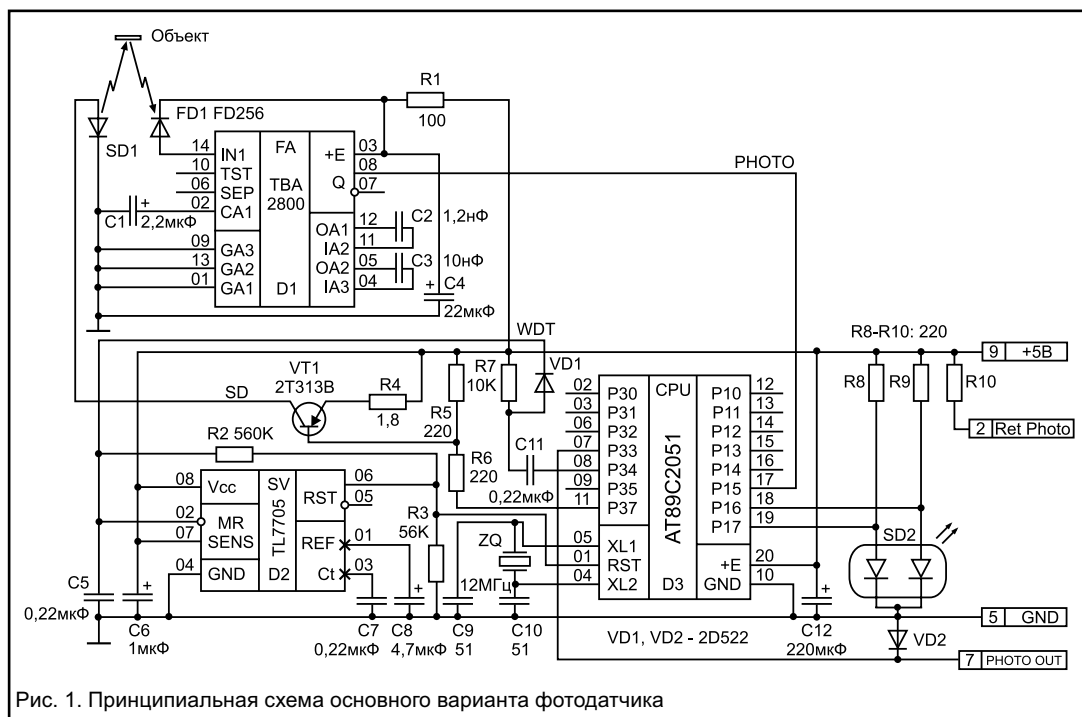 Объект
R1
100
FD1 FD256
SD1
14 IN1
10 TST
06 SEP
02 CA1
09 GA3
13 GA2
01 GA1
FA
TBA
2800
D1
+E 03
Q 08
07
OA1 12
IA2 11
OA2 05
IA3 04
C1 +
2,2мкФ
C2 1,2нФ
C3 10нФ
+ C4
22мкФ
PHOTO
WDT
R8-R10: 220
VT1
2Т313Б
SD
R4
1,8
R5
220
R6
220
R7
10K
VD1
C11
0,22мкФ
R2 560K
R3
56K
08 Vcc
02 MR
07 SENS
04 GND
SV
TL7705
D2
06
RST 05
REF 01
Ct 03
02 P30
03 P31
06 P32
07 P33
08 P34
09 P35
11 P37
05 XL1
01 RST
04 XL2
CPU
AT89C2051
D3
P10 12
P11 13
P12 14
P13 15
P14 16
P15 17
P16 18
P17 19
+E 20
GND 10
R8
R9
R10
9 +5В
2 Ret Photo
SD2
5 GND
VD2
7 PHOTO OUT
ZQ
12МГц
C5
0,22мкФ
+
C6
1мкФ
C7
0,22мкФ
+
C8
4,7мкФ
C9
51
C10
51
VD1, VD2 - 2D522
+
C12
220мкФ
Рис. 1. Принципиальная схема основного варианта фотодатчика